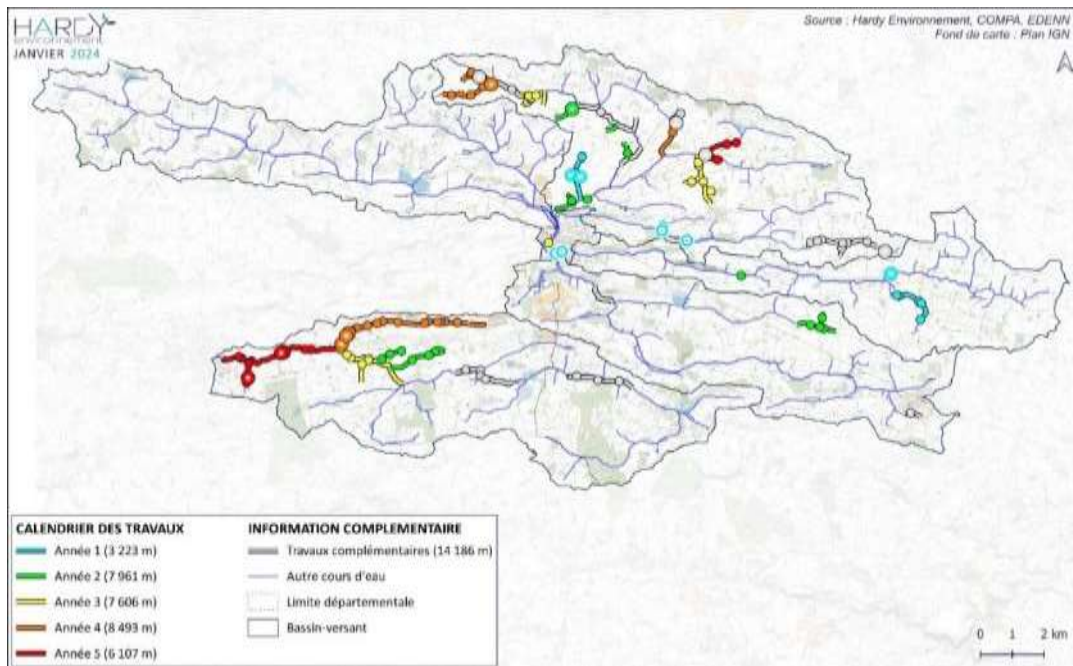 HARDY
environnement
JANVIER 2024
Source : Hardy Environnement, COMPA, EDENN
Fond de carte : Plan IGN
CALENDRIER DES TRAVAUX
Année 1 (3 223 m)
Année 2 (7 961 m)
Année 3 (7 606 m)
Année 4 (8 493 m)
Année 5 (6 107 m)
INFORMATION COMPLEMENTAIRE
Travaux complémentaires (14 186 m)
Autre cours d'eau
Limite départementale
Bassin-versant
0 1 2 km